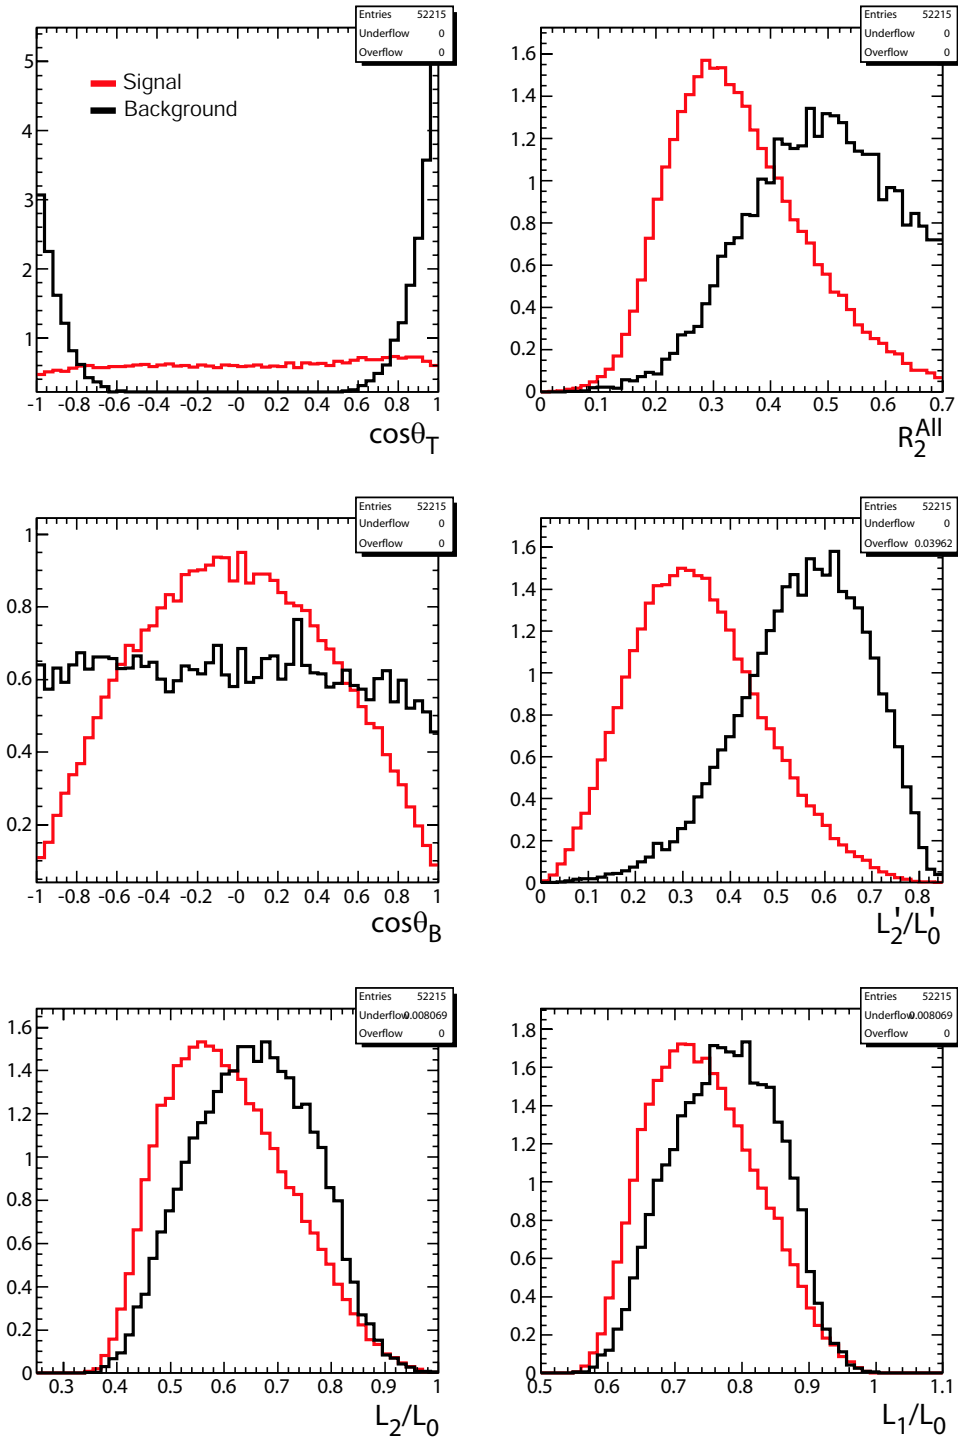 Entries 52215
Underflow 0
Overflow 0
Signal
Background
5
4
3
2
1
-1 -0.8 -0.6 -0.4 -0.2 -0 0.2 0.4 0.6 0.8 1
cosθ_T
Entries 52215
Underflow 0
Overflow 0
1.6
1.4
1.2
1
0.8
0.6
0.4
0.2
0
0 0.1 0.2 0.3 0.4 0.5 0.6 0.7
R_2^All
Entries 52215
Underflow 0
Overflow 0
1
0.8
0.6
0.4
0.2
-1 -0.8 -0.6 -0.4 -0.2 -0 0.2 0.4 0.6 0.8 1
cosθ_B
Entries 52215
Underflow 0
Overflow 0.03962
1.6
1.4
1.2
1
0.8
0.6
0.4
0.2
0
0 0.1 0.2 0.3 0.4 0.5 0.6 0.7 0.8
L_2'/L_0'
Entries 52215
Underflow 0.008069
Overflow 0
1.6
1.4
1.2
1
0.8
0.6
0.4
0.2
0
0.3 0.4 0.5 0.6 0.7 0.8 0.9 1
L_2/L_0
Entries 52215
Underflow 0.008069
Overflow 0
1.8
1.6
1.4
1.2
1
0.8
0.6
0.4
0.2
0
0.5 0.6 0.7 0.8 0.9 1 1.1
L_1/L_0